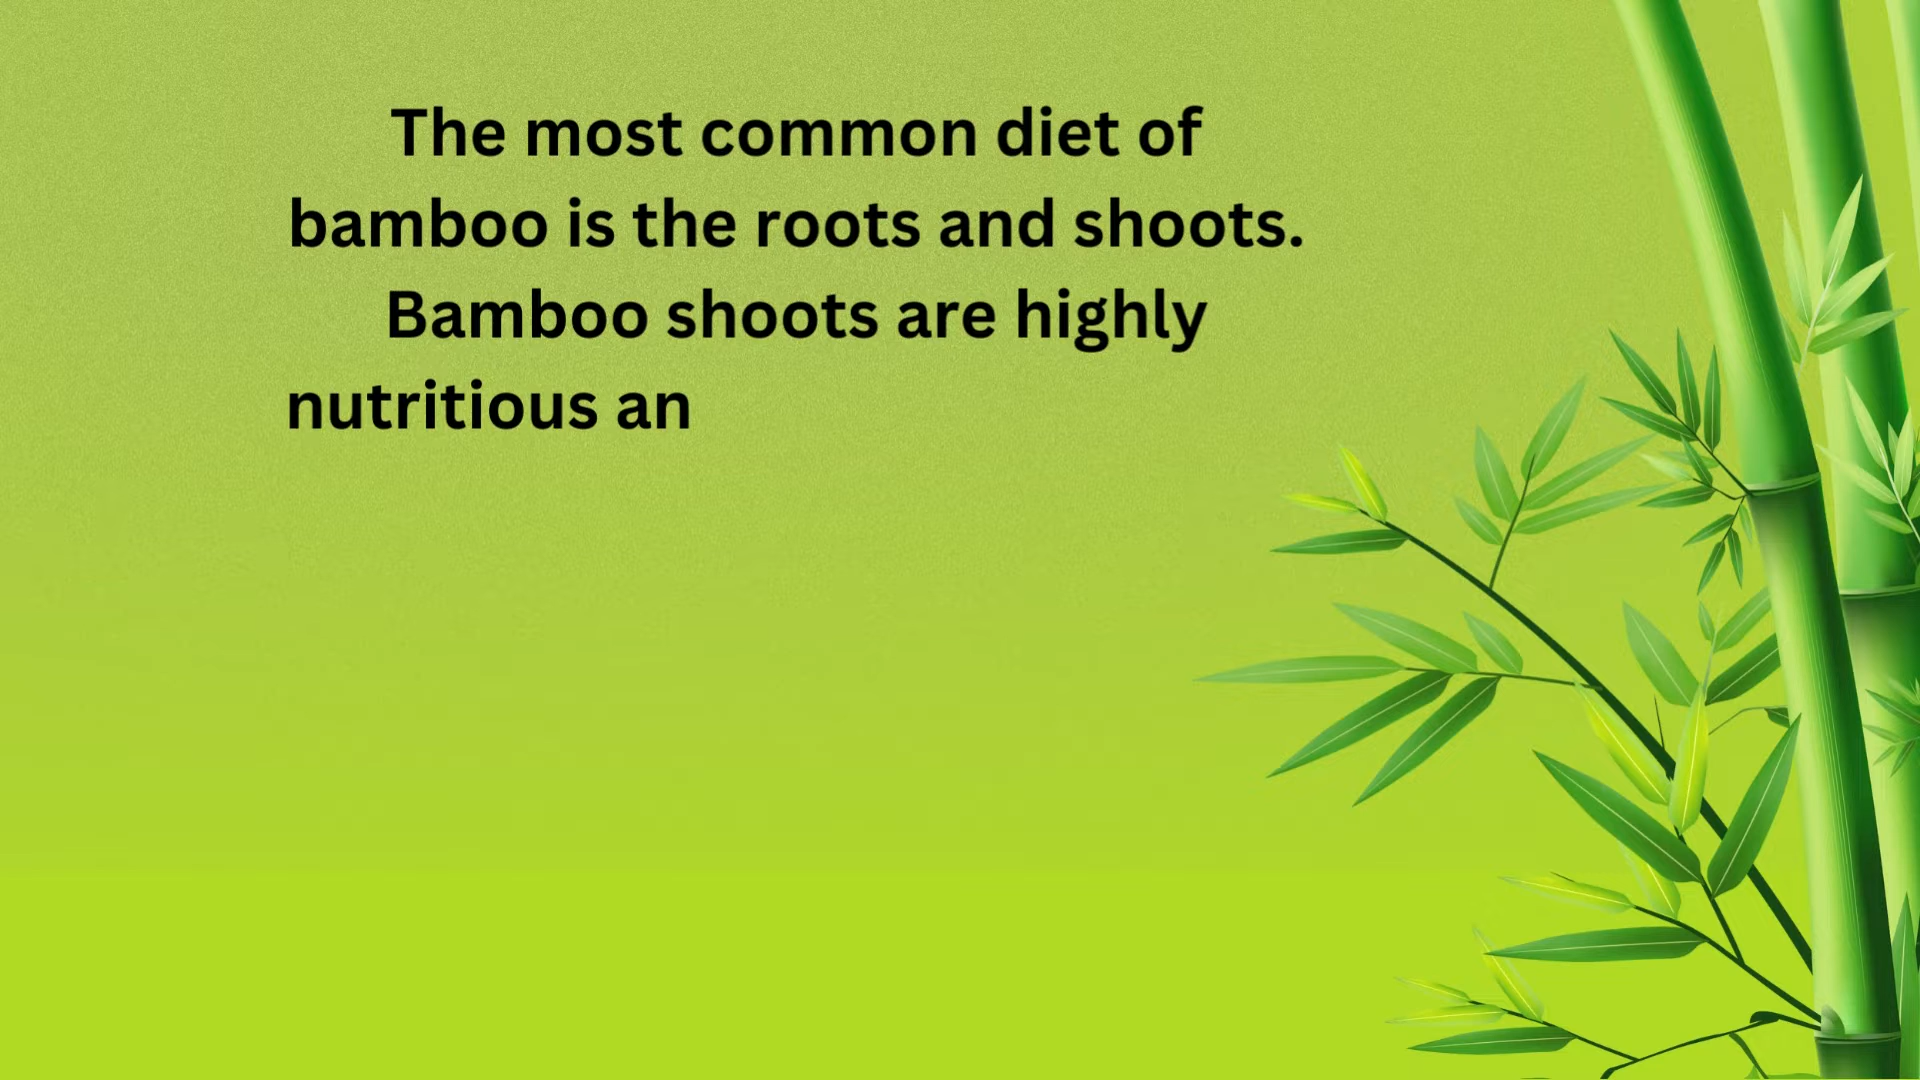 The most common diet of
bamboo is the roots and shoots.
Bamboo shoots are highly
nutritious an